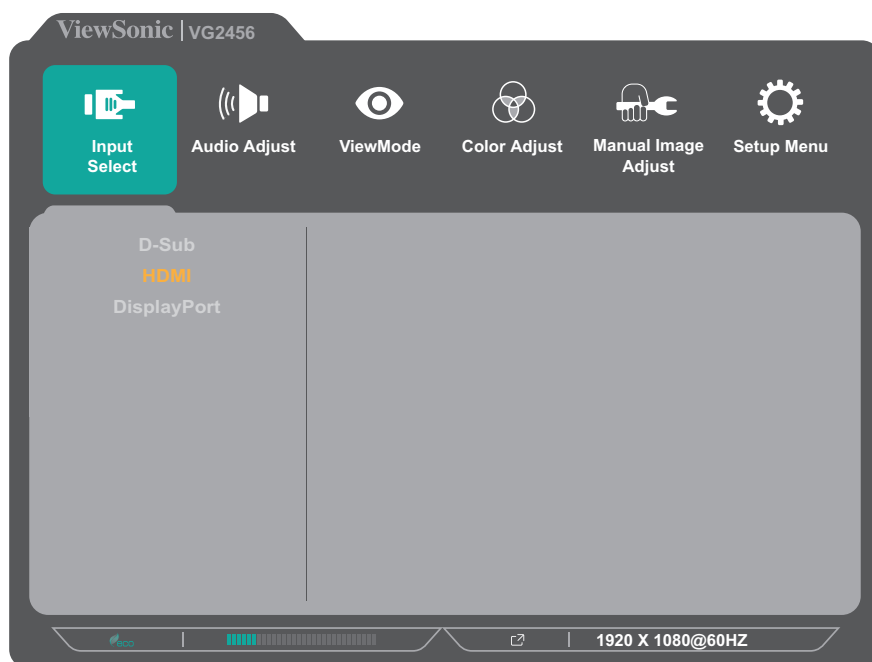 ViewSonic | VG2456
Input
Select
Audio Adjust
ViewMode
Color Adjust
Manual Image
Adjust
Setup Menu
D-Sub
HDMI
DisplayPort
eco
1920 X 1080@60HZ